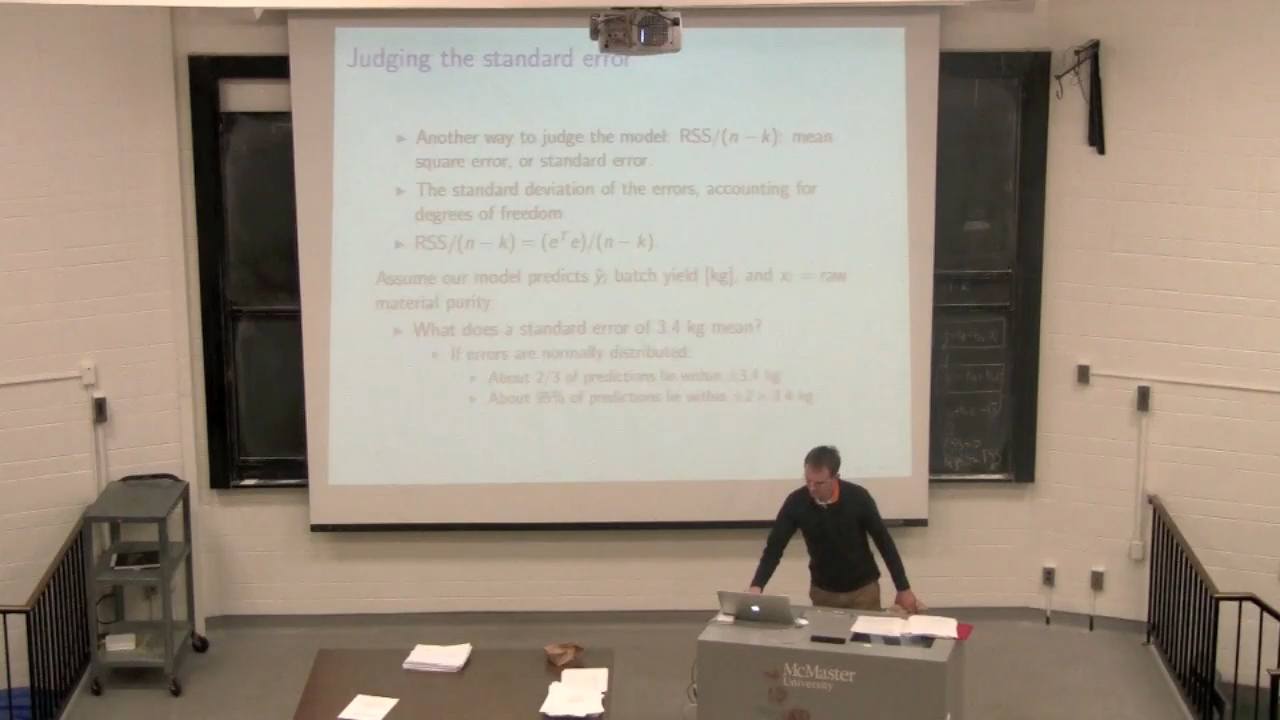 Judging the standard error
▸ Another way to judge the model: RSS/(n − k): mean
square error, or standard error.
▸ The standard deviation of the errors, accounting for
degrees of freedom
▸ RSS/(n − k) = (eᵀe)/(n − k).
Assume our model predicts ŷᵢ batch yield [kg], and xᵢ = raw
material purity.
▸ What does a standard error of 3.4 kg mean?
▸ If errors are normally distributed:
▸ About 2/3 of predictions lie within ±3.4 kg
▸ About 95% of predictions lie within ±2 × 3.4 kg
McMaster
University